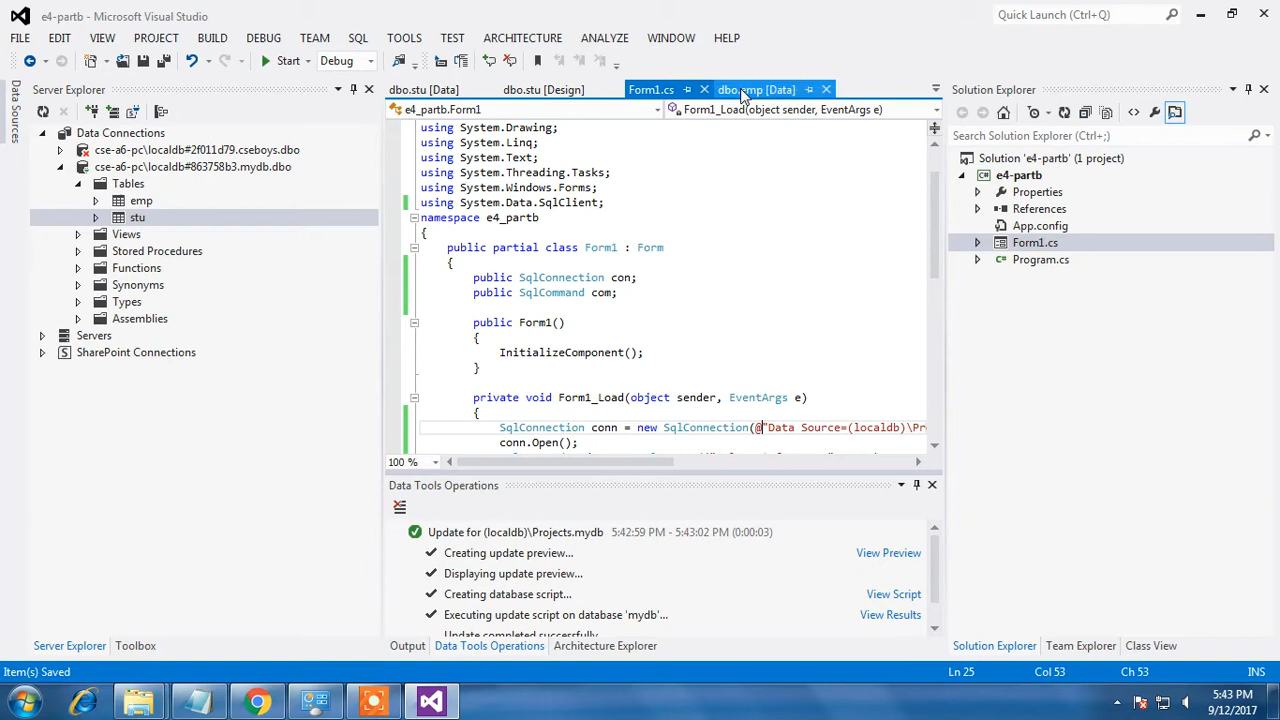 e4-partb - Microsoft Visual Studio
Quick Launch (Ctrl+Q)
FILE EDIT VIEW PROJECT BUILD DEBUG TEAM SQL TOOLS TEST ARCHITECTURE ANALYZE WINDOW HELP
Start Debug
Data Sources
Server Explorer
Data Connections
cse-a6-pc\localdb#2f011d79.cseboys.dbo
cse-a6-pc\localdb#863758b3.mydb.dbo
Tables
emp
stu
Views
Stored Procedures
Functions
Synonyms
Types
Assemblies
Servers
SharePoint Connections
Server Explorer Toolbox
dbo.stu [Data] dbo.stu [Design] Form1.cs dbo.emp [Data]
e4_partb.Form1 Form1_Load(object sender, EventArgs e)
using System.Drawing;
using System.Linq;
using System.Text;
using System.Threading.Tasks;
using System.Windows.Forms;
using System.Data.SqlClient;
namespace e4_partb
{
public partial class Form1 : Form
{
public SqlConnection con;
public SqlCommand com;
public Form1()
{
InitializeComponent();
}
private void Form1_Load(object sender, EventArgs e)
{
SqlConnection conn = new SqlConnection(@"Data Source=(localdb)\Pr
conn.Open();
100 %
Data Tools Operations
Update for (localdb)\Projects.mydb 5:42:59 PM - 5:43:02 PM (0:00:03)
Creating update preview... View Preview
Displaying update preview...
Creating database script... View Script
Executing update script on database 'mydb'... View Results
Update completed successfully
Output Data Tools Operations Architecture Explorer
Solution Explorer
Search Solution Explorer (Ctrl+;)
Solution 'e4-partb' (1 project)
e4-partb
Properties
References
App.config
Form1.cs
Program.cs
Solution Explorer Team Explorer Class View
Item(s) Saved Ln 25 Col 53 Ch 53 INS
5:43 PM
9/12/2017